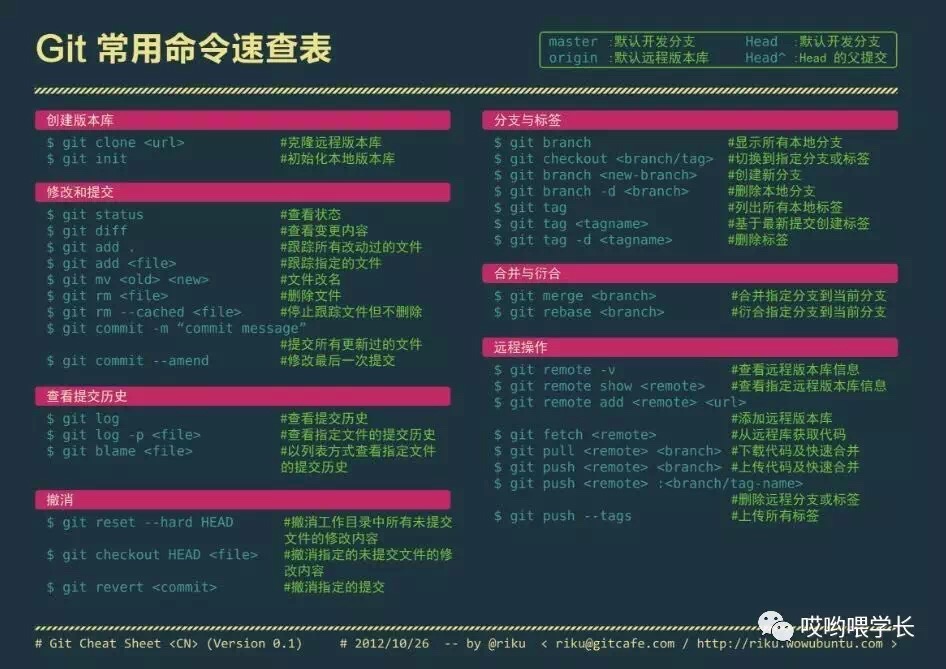 Git 常用命令速查表
master :默认开发分支 Head :默认开发分支
origin :默认远程版本库 Head^ :Head 的父提交
创建版本库
$ git clone <url> #克隆远程版本库
$ git init #初始化本地版本库
修改和提交
$ git status #查看状态
$ git diff #查看变更内容
$ git add . #跟踪所有改动过的文件
$ git add <file> #跟踪指定的文件
$ git mv <old> <new> #文件改名
$ git rm <file> #删除文件
$ git rm --cached <file> #停止跟踪文件但不删除
$ git commit -m “commit message”
#提交所有更新过的文件
$ git commit --amend #修改最后一次提交
查看提交历史
$ git log #查看提交历史
$ git log -p <file> #查看指定文件的提交历史
$ git blame <file> #以列表方式查看指定文件
的提交历史
撤消
$ git reset --hard HEAD #撤消工作目录中所有未提交
文件的修改内容
$ git checkout HEAD <file> #撤消指定的未提交文件的修
改内容
$ git revert <commit> #撤消指定的提交
分支与标签
$ git branch #显示所有本地分支
$ git checkout <branch/tag> #切换到指定分支或标签
$ git branch <new-branch> #创建新分支
$ git branch -d <branch> #删除本地分支
$ git tag #列出所有本地标签
$ git tag <tagname> #基于最新提交创建标签
$ git tag -d <tagname> #删除标签
合并与衍合
$ git merge <branch> #合并指定分支到当前分支
$ git rebase <branch> #衍合指定分支到当前分支
远程操作
$ git remote -v #查看远程版本库信息
$ git remote show <remote> #查看指定远程版本库信息
$ git remote add <remote> <url>
#添加远程版本库
$ git fetch <remote> #从远程库获取代码
$ git pull <remote> <branch> #下载代码及快速合并
$ git push <remote> <branch> #上传代码及快速合并
$ git push <remote> :<branch/tag-name>
#删除远程分支或标签
$ git push --tags #上传所有标签
哎哟喂学长
# Git Cheat Sheet <CN> (Version 0.1) # 2012/10/26 -- by @riku < riku@gitcafe.com / http://riku.wowubuntu.com >